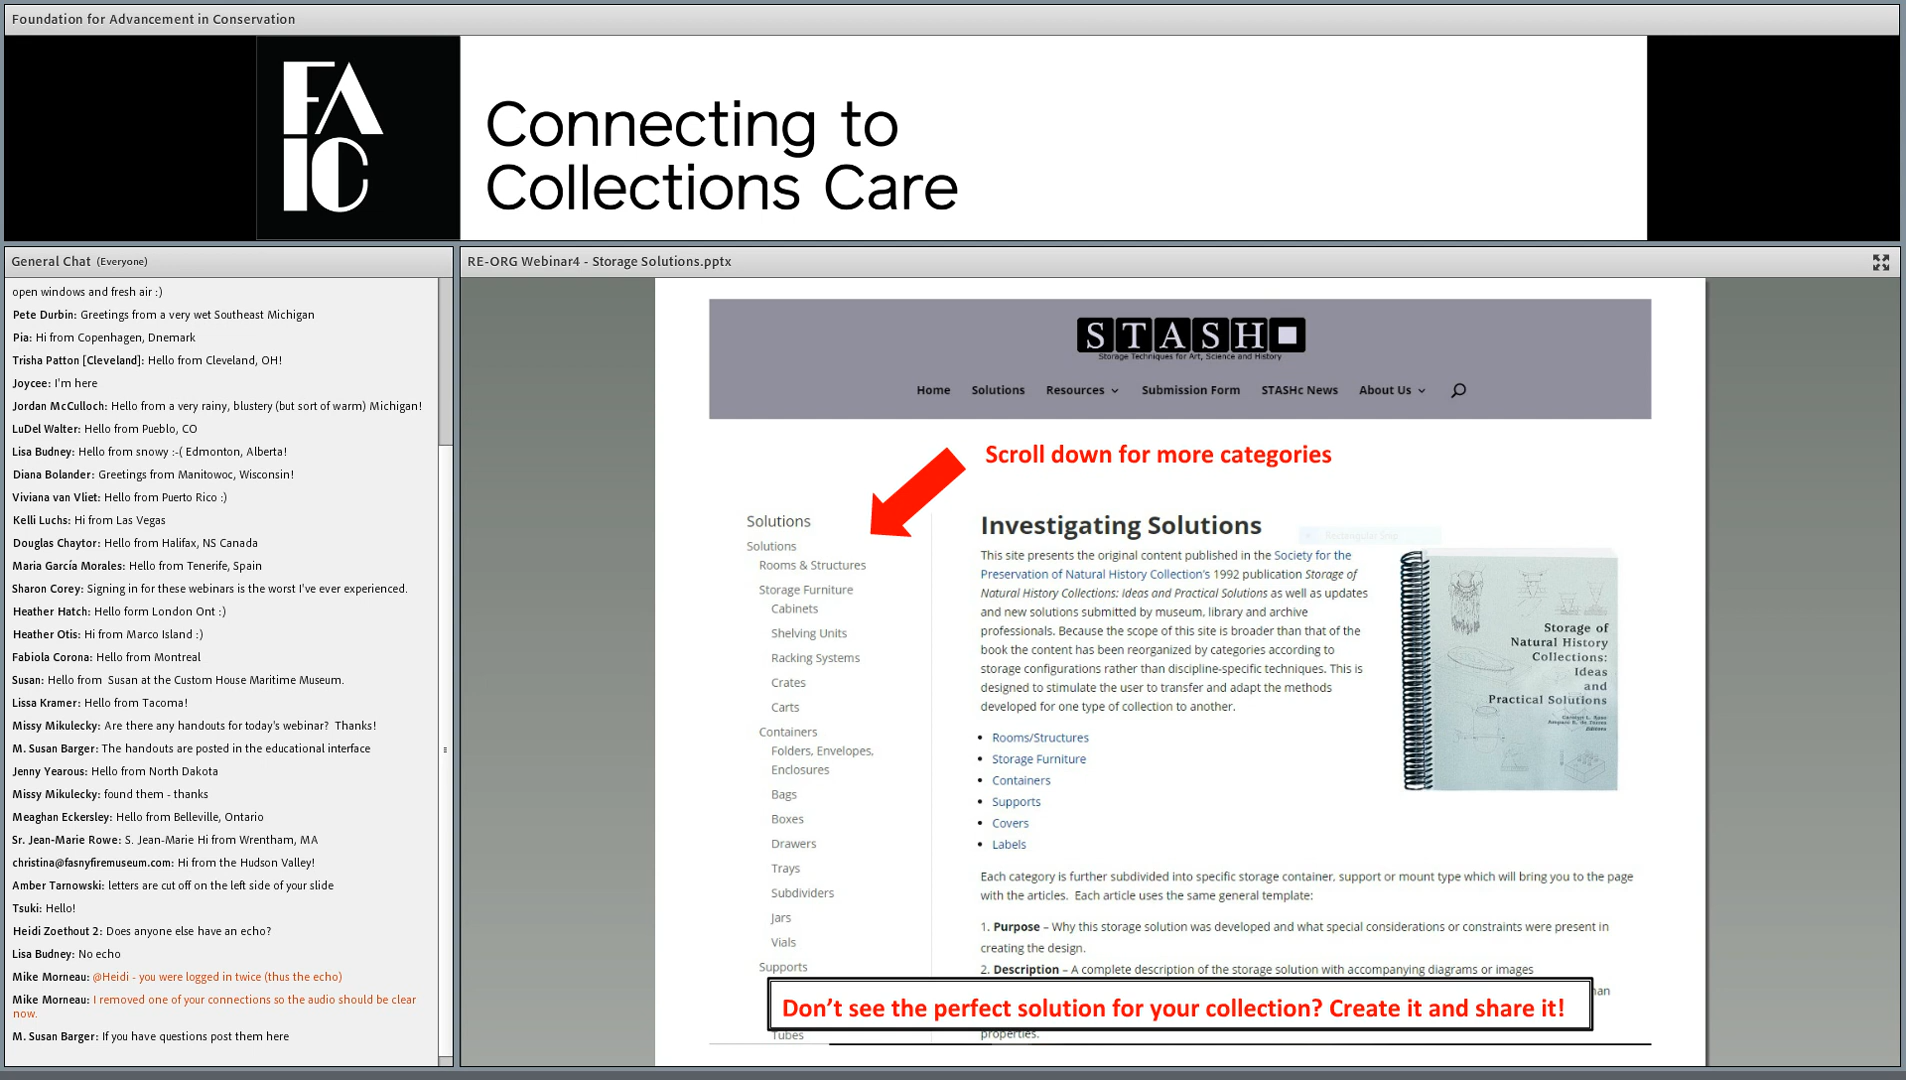 Foundation for Advancement in Conservation
FA
IC
Connecting to
Collections Care
General Chat (Everyone)
open windows and fresh air :)
Pete Durbin: Greetings from a very wet Southeast Michigan
Pia: Hi from Copenhagen, Dnemark
Trisha Patton [Cleveland]: Hello from Cleveland, OH!
Joycee: I'm here
Jordan McCulloch: Hello from a very rainy, blustery (but sort of warm) Michigan!
LuDel Walter: Hello from Pueblo, CO
Lisa Budney: Hello from snowy :-( Edmonton, Alberta!
Diana Bolander: Greetings from Manitowoc, Wisconsin!
Viviana van Vliet: Hello from Puerto Rico :)
Kelli Luchs: Hi from Las Vegas
Douglas Chaytor: Hello from Halifax, NS Canada
Maria García Morales: Hello from Tenerife, Spain
Sharon Corey: Signing in for these webinars is the worst I've ever experienced.
Heather Hatch: Hello form London Ont :)
Heather Otis: Hi from Marco Island :)
Fabiola Corona: Hello from Montreal
Susan: Hello from  Susan at the Custom House Maritime Museum.
Lissa Kramer: Hello from Tacoma!
Missy Mikulecky: Are there any handouts for today's webinar?  Thanks!
M. Susan Barger: The handouts are posted in the educational interface
Jenny Yearous: Hello from North Dakota
Missy Mikulecky: found them - thanks
Meaghan Eckersley: Hello from Belleville, Ontario
Sr. Jean-Marie Rowe: S. Jean-Marie Hi from Wrentham, MA
christina@fasnyfiremuseum.com: Hi from the Hudson Valley!
Amber Tarnowski: letters are cut off on the left side of your slide
Tsuki: Hello!
Heidi Zoethout 2: Does anyone else have an echo?
Lisa Budney: No echo
Mike Morneau: @Heidi - you were logged in twice (thus the echo)
Mike Morneau: I removed one of your connections so the audio should be clear
now.
M. Susan Barger: If you have questions post them here
RE-ORG Webinar4 - Storage Solutions.pptx
STASH
Storage Techniques for Art, Science and History
Home Solutions Resources Submission Form STASHc News About Us
Scroll down for more categories
Solutions
Solutions
Rooms & Structures
Storage Furniture
Cabinets
Shelving Units
Racking Systems
Crates
Carts
Containers
Folders, Envelopes,
Enclosures
Bags
Boxes
Drawers
Trays
Subdividers
Jars
Vials
Supports
Tubes
Investigating Solutions
This site presents the original content published in the Society for the
Preservation of Natural History Collection's 1992 publication Storage of
Natural History Collections: Ideas and Practical Solutions as well as updates
and new solutions submitted by museum, library and archive
professionals. Because the scope of this site is broader than that of the
book the content has been reorganized by categories according to
storage configurations rather than discipline-specific techniques. This is
designed to stimulate the user to transfer and adapt the methods
developed for one type of collection to another.
• Rooms/Structures
• Storage Furniture
• Containers
• Supports
• Covers
• Labels
Storage of
Natural History
Collections:
Ideas
and
Practical Solutions
Editors
Each category is further subdivided into specific storage container, support or mount type which will bring you to the page
with the articles.  Each article uses the same general template:
1. Purpose – Why this storage solution was developed and what special considerations or constraints were present in
creating the design.
2. Description – A complete description of the storage solution with accompanying diagrams or images
Don't see the perfect solution for your collection? Create it and share it!
properties.